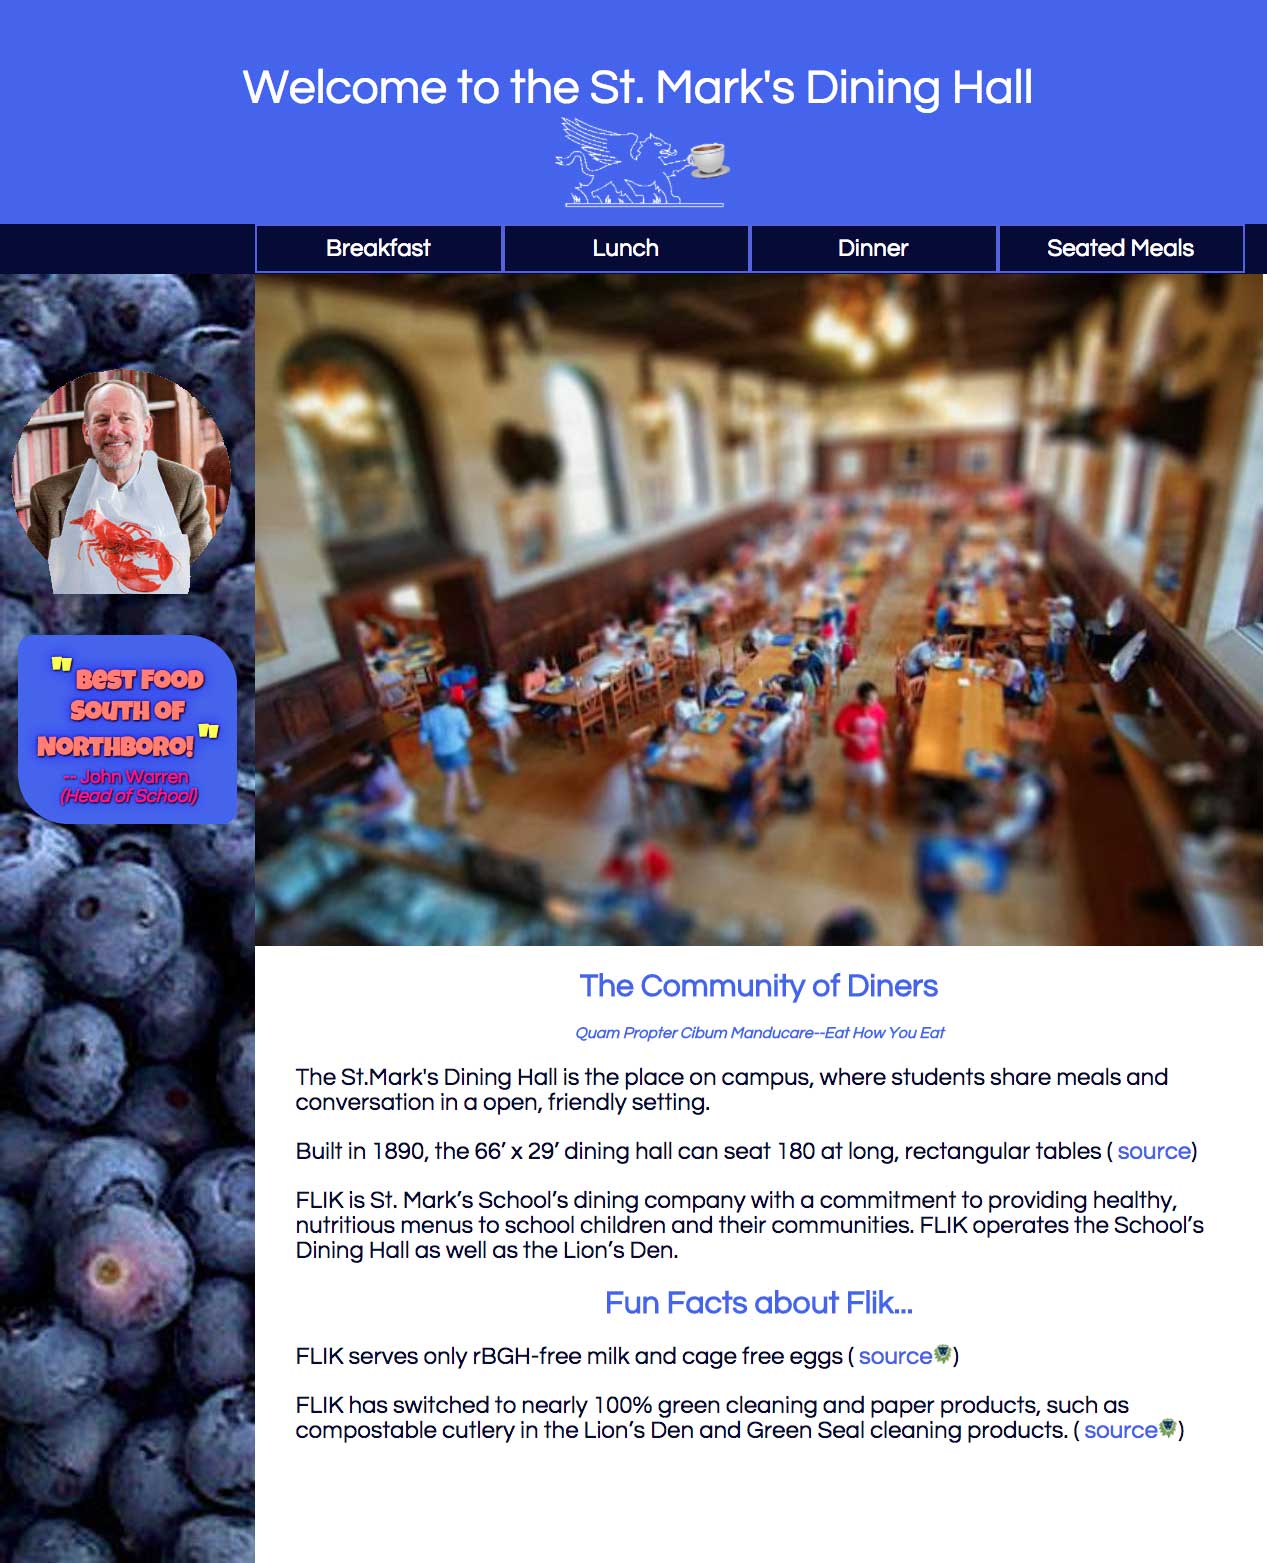 Welcome to the St. Mark's Dining Hall
Breakfast
Lunch
Dinner
Seated Meals
"Best Food
South of
Northboro!"
-- John Warren
(Head of School)
The Community of Diners
Quam Propter Cibum Manducare--Eat How You Eat
The St.Mark's Dining Hall is the place on campus, where students share meals and
conversation in a open, friendly setting.
Built in 1890, the 66’ x 29’ dining hall can seat 180 at long, rectangular tables ( source)
FLIK is St. Mark’s School’s dining company with a commitment to providing healthy,
nutritious menus to school children and their communities. FLIK operates the School’s
Dining Hall as well as the Lion’s Den.
Fun Facts about Flik...
FLIK serves only rBGH-free milk and cage free eggs ( source)
FLIK has switched to nearly 100% green cleaning and paper products, such as
compostable cutlery in the Lion’s Den and Green Seal cleaning products. ( source)